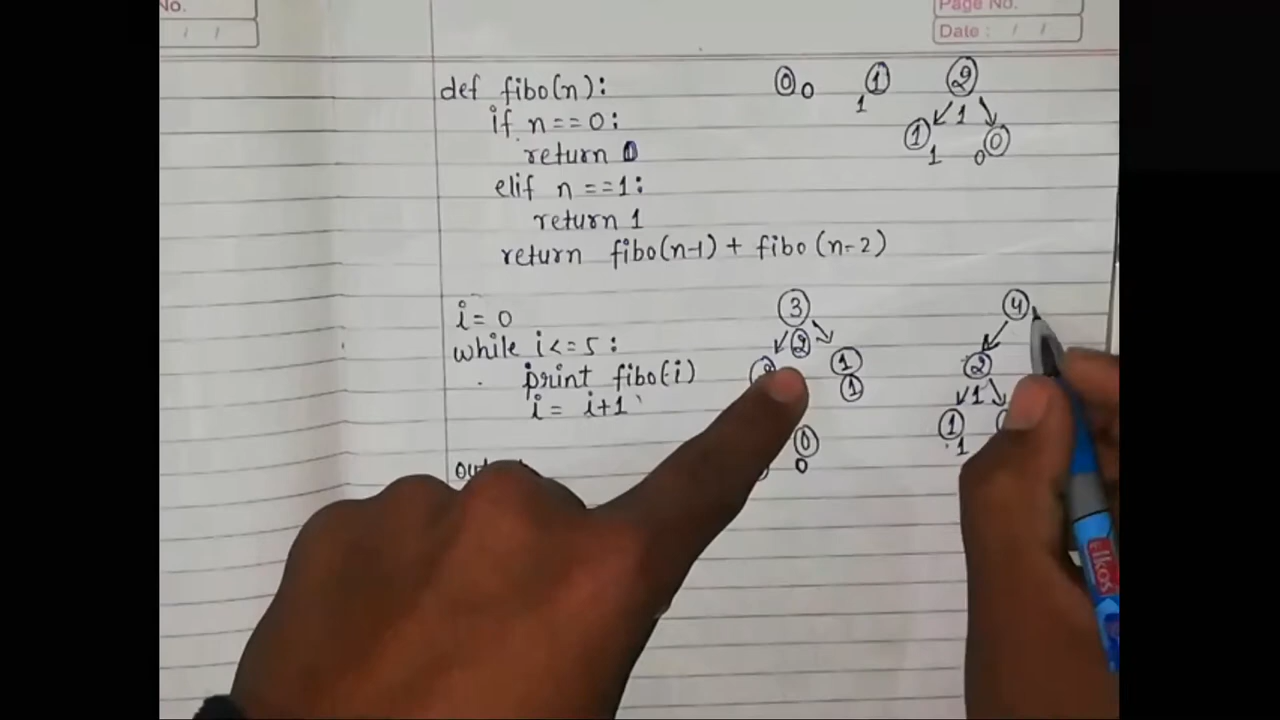 No.
/ /
Page No.
Date : / /
def fibo(n):
if n==0:
return 0
elif n==1:
return 1
return fibo(n-1) + fibo(n-2)
i= 0
while i<=5:
print fibo(i)
i= i+1
0 0
1
1
2
1
1 0
1 0
3
2
2 1
1
0
0
4
2
1
1
1
elkos